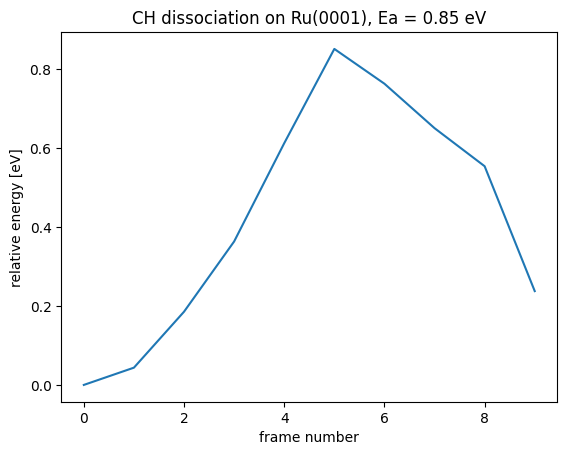 CH dissociation on Ru(0001), Ea = 0.85 eV
relative energy [eV]
0.8
0.6
0.4
0.2
0.0
0 2 4 6 8
frame number